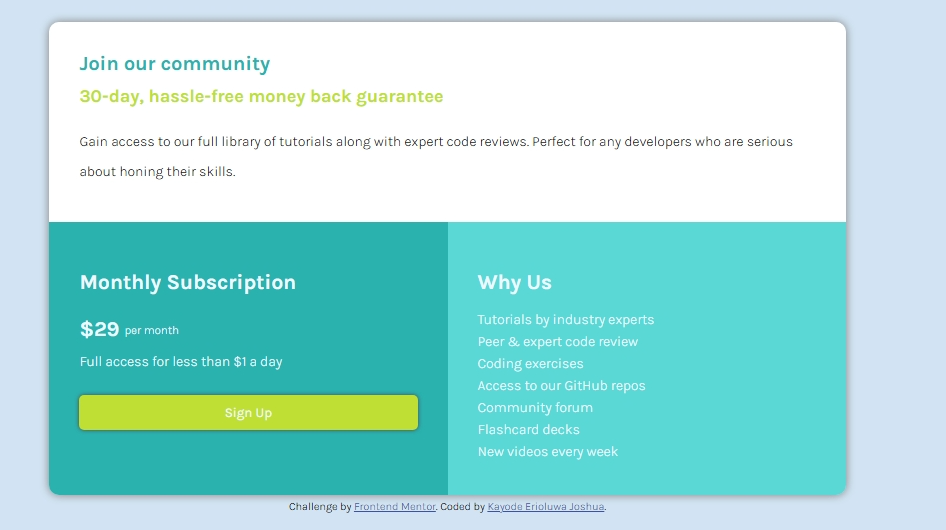 Join our community
30-day, hassle-free money back guarantee
Gain access to our full library of tutorials along with expert code reviews. Perfect for any developers who are serious
about honing their skills.
Monthly Subscription
$29 per month
Full access for less than $1 a day
Sign Up
Why Us
Tutorials by industry experts
Peer & expert code review
Coding exercises
Access to our GitHub repos
Community forum
Flashcard decks
New videos every week
Challenge by Frontend Mentor. Coded by Kayode Erioluwa Joshua.